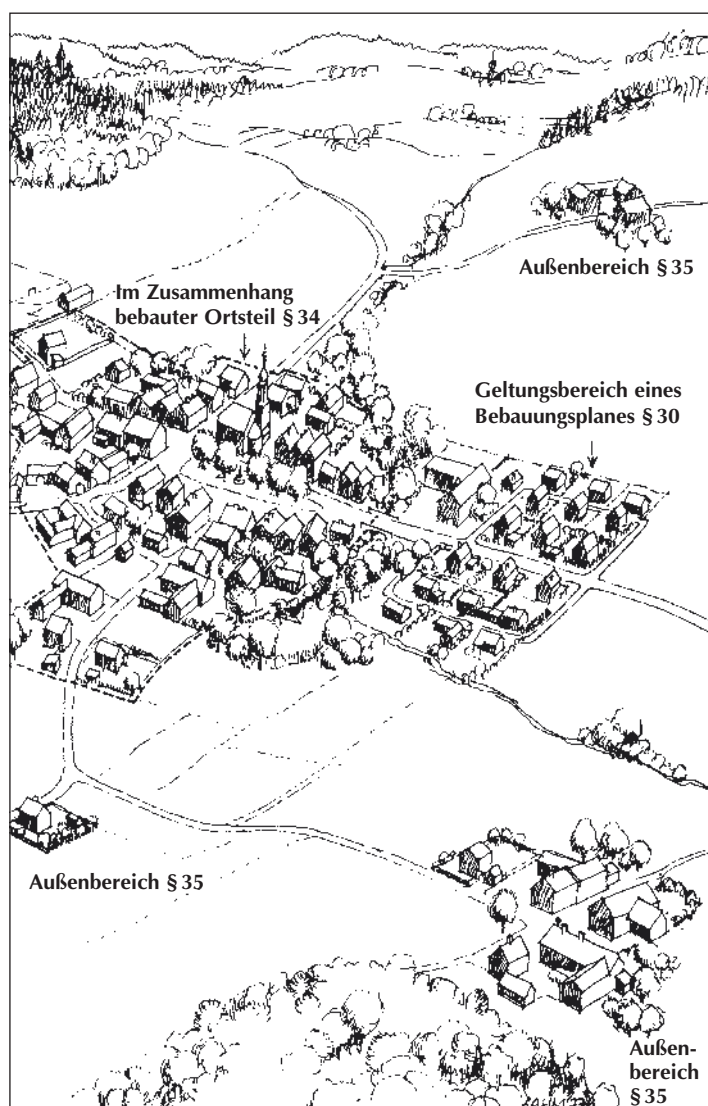 Außenbereich § 35
Im Zusammenhang
bebauter Ortsteil § 34
Geltungsbereich eines
Bebauungsplanes § 30
Außenbereich § 35
Außen-
bereich
§ 35